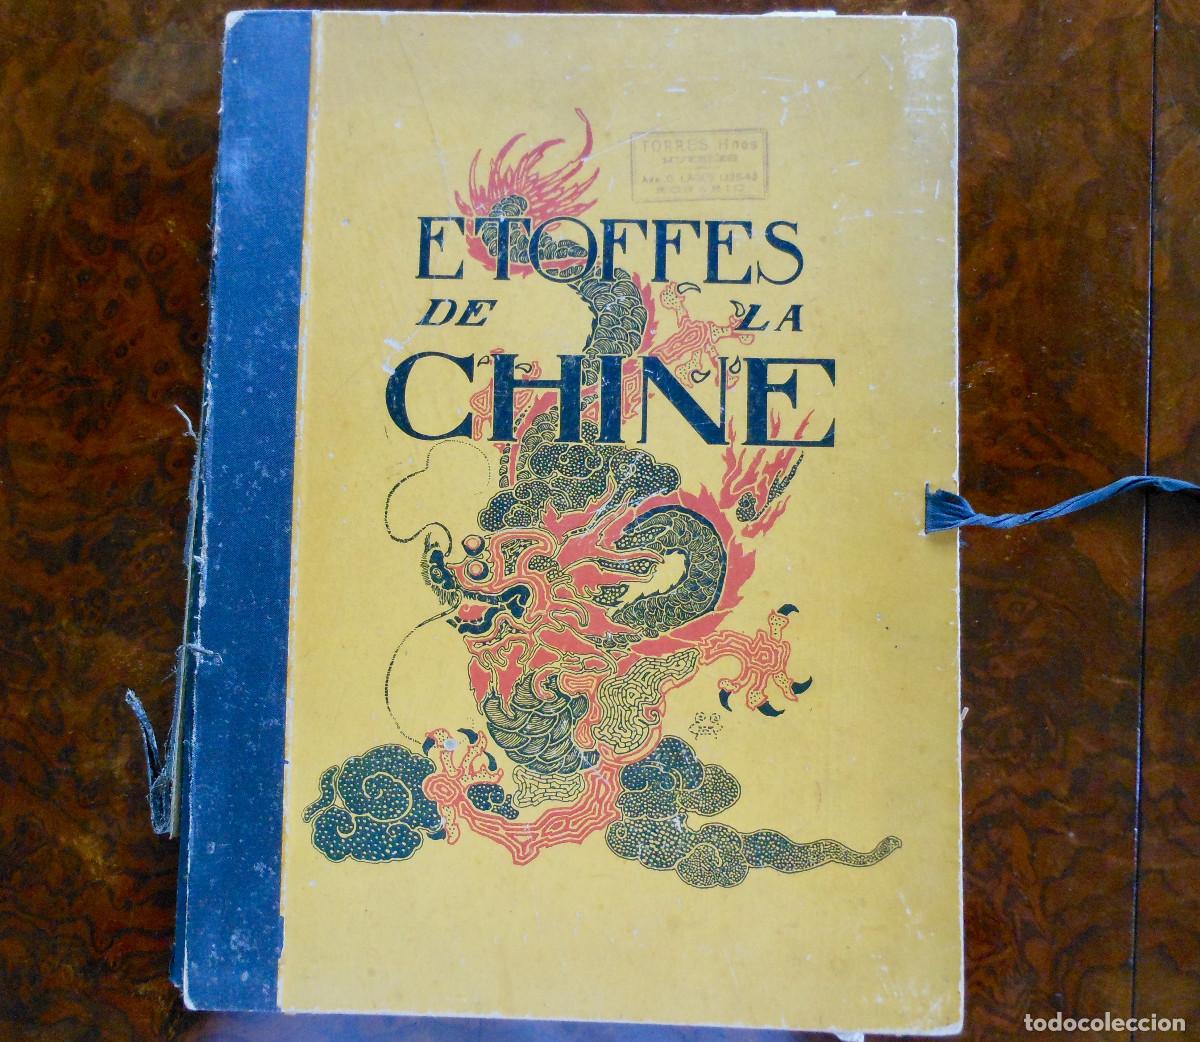 TORRES Hnos
ETOFFES
DE LA
CHINE
todocoleccion